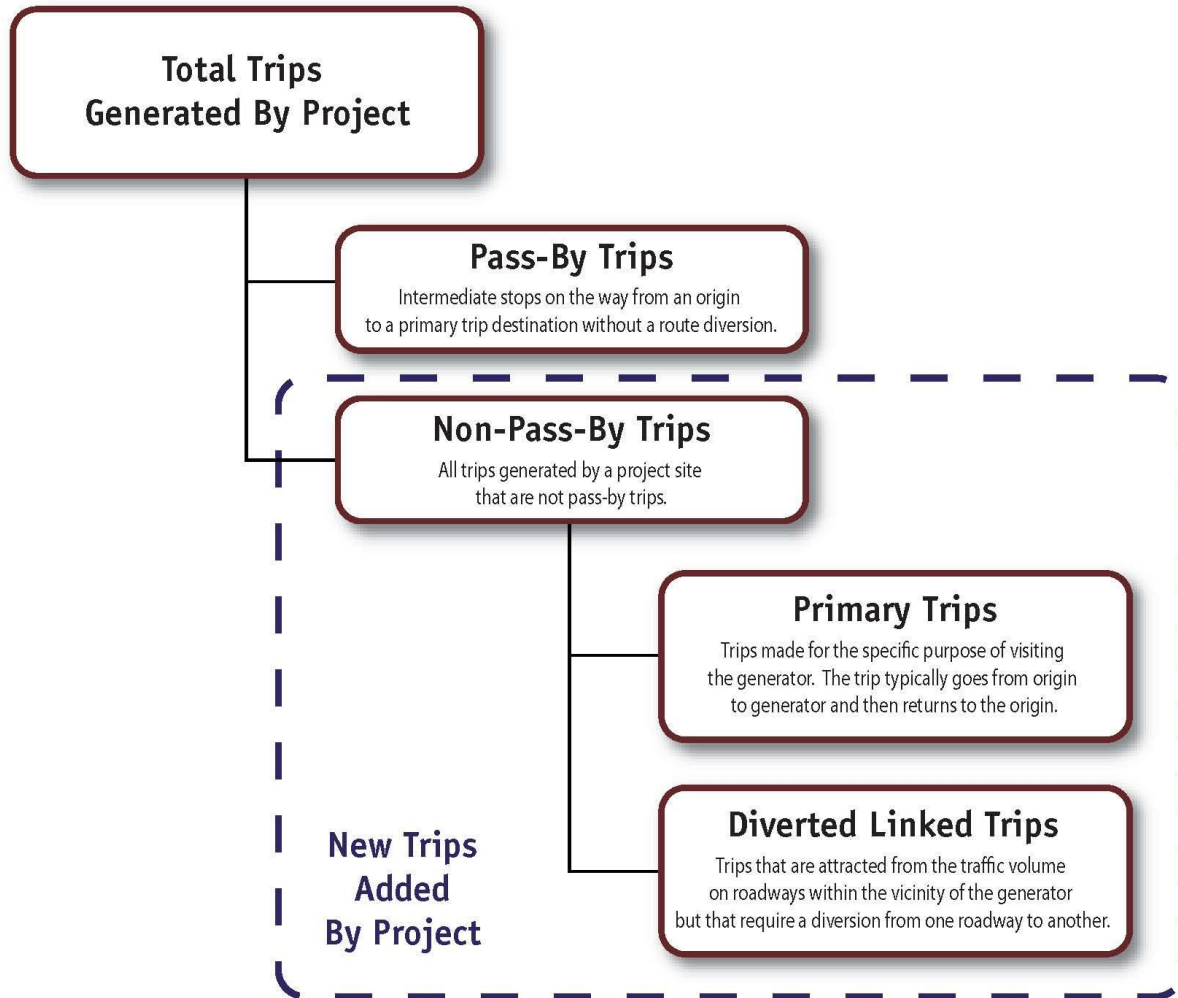 Total Trips
Generated By Project
Pass-By Trips
Intermediate stops on the way from an origin
to a primary trip destination without a route diversion.
Non-Pass-By Trips
All trips generated by a project site
that are not pass-by trips.
Primary Trips
Trips made for the specific purpose of visiting
the generator. The trip typically goes from origin
to generator and then returns to the origin.
Diverted Linked Trips
Trips that are attracted from the traffic volume
on roadways within the vicinity of the generator
but that require a diversion from one roadway to another.
New Trips
Added
By Project